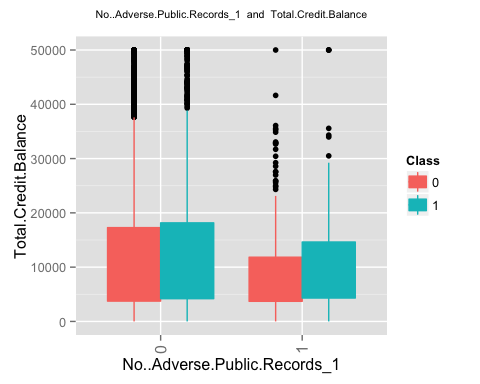 No..Adverse.Public.Records_1 and Total.Credit.Balance
50000
40000
30000
20000
10000
0
Total.Credit.Balance
0
1
No..Adverse.Public.Records_1
Class
0
1